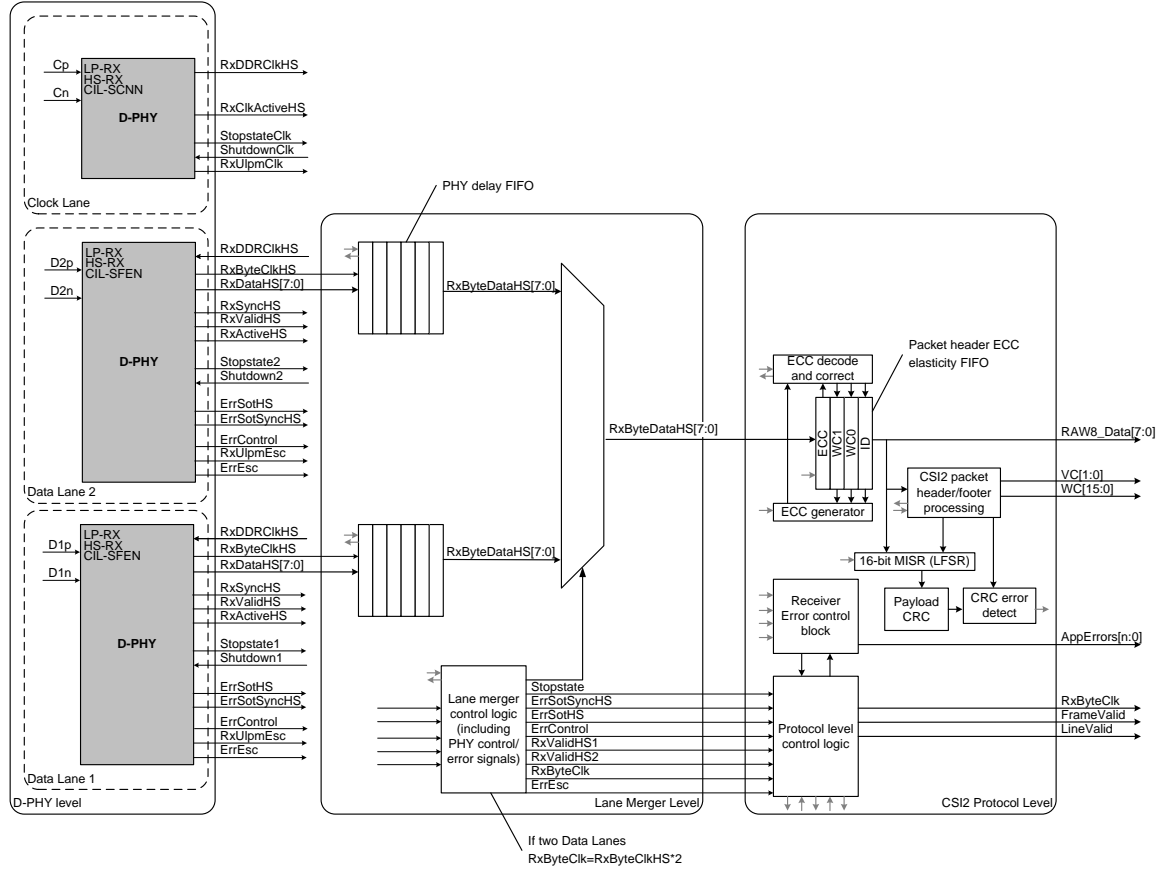 Cp
Cn
LP-RX
HS-RX
CIL-SCNN
D-PHY
RxDDRClkHS
RxClkActiveHS
StopstateClk
ShutdownClk
RxUlpmClk
Clock Lane
D2p
D2n
LP-RX
HS-RX
CIL-SFEN
D-PHY
RxDDRClkHS
RxByteClkHS
RxDataHS[7:0]
RxSyncHS
RxValidHS
RxActiveHS
Stopstate2
Shutdown2
ErrSotHS
ErrSotSyncHS
ErrControl
RxUlpmEsc
ErrEsc
Data Lane 2
D1p
D1n
LP-RX
HS-RX
CIL-SFEN
D-PHY
RxDDRClkHS
RxByteClkHS
RxDataHS[7:0]
RxSyncHS
RxValidHS
RxActiveHS
Stopstate1
Shutdown1
ErrSotHS
ErrSotSyncHS
ErrControl
RxUlpmEsc
ErrEsc
Data Lane 1
D-PHY level
PHY delay FIFO
RxByteDataHS[7:0]
RxByteDataHS[7:0]
RxByteDataHS[7:0]
Lane merger
control logic
(including
PHY control/
error signals)
Stopstate
ErrSotSyncHS
ErrSotHS
ErrControl
RxValidHS1
RxValidHS2
RxByteClk
ErrEsc
Lane Merger Level
If two Data Lanes
RxByteClk=RxByteClkHS*2
Packet header ECC
elasticity FIFO
ECC decode
and correct
ECC
WC1
WC0
ID
ECC generator
CSI2 packet
header/footer
processing
16-bit MISR (LFSR)
Payload
CRC
CRC error
detect
Receiver
Error control
block
Protocol level
control logic
CSI2 Protocol Level
RAW8_Data[7:0]
VC[1:0]
WC[15:0]
AppErrors[n:0]
RxByteClk
FrameValid
LineValid